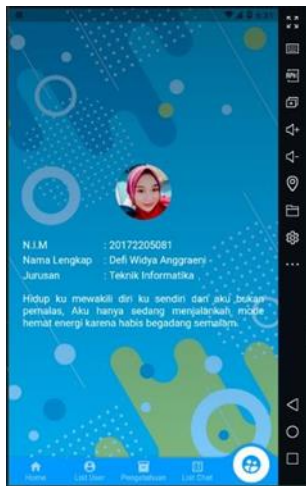 N.I.M : 20172205081
Nama Lengkap : Defi Widya Anggraeni
Jurusan : Teknik Informatika
Hidup ku mewakili diri ku sendiri dan aku bukan
pemalas, Aku hanya sedang menjalankah mode
hemat energi karena habis begadang semalam.
Home List User Pengetahuan List Chat